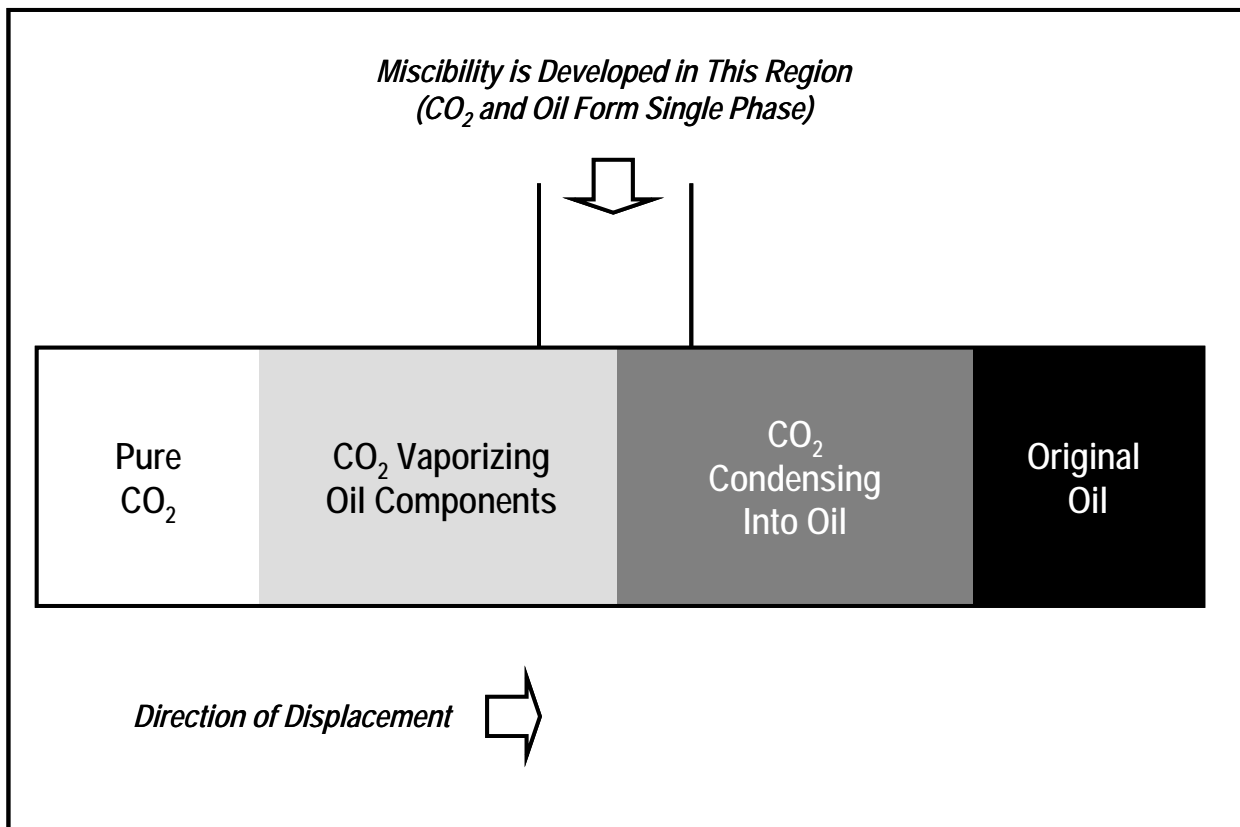 Miscibility is Developed in This Region
(CO₂ and Oil Form Single Phase)
Pure
CO₂
CO₂ Vaporizing
Oil Components
CO₂
Condensing
Into Oil
Original
Oil
Direction of Displacement